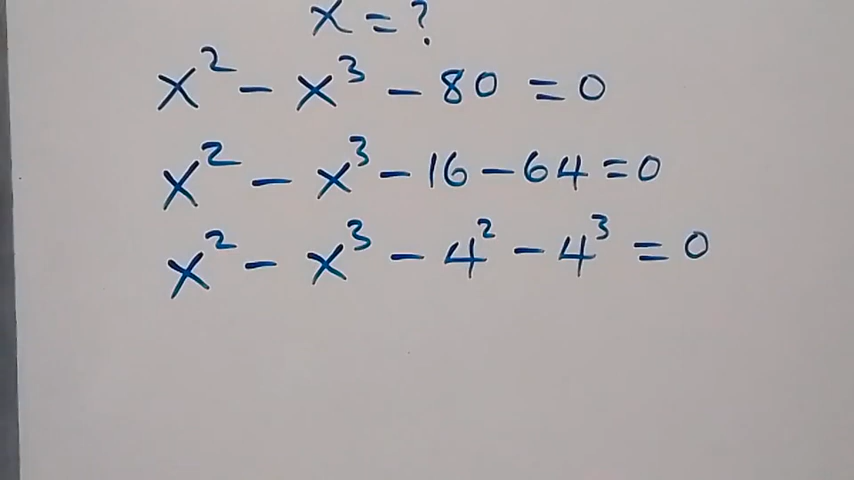 x = ?
x² - x³ - 80 = 0
x² - x³ - 16 - 64 = 0
x² - x³ - 4² - 4³ = 0